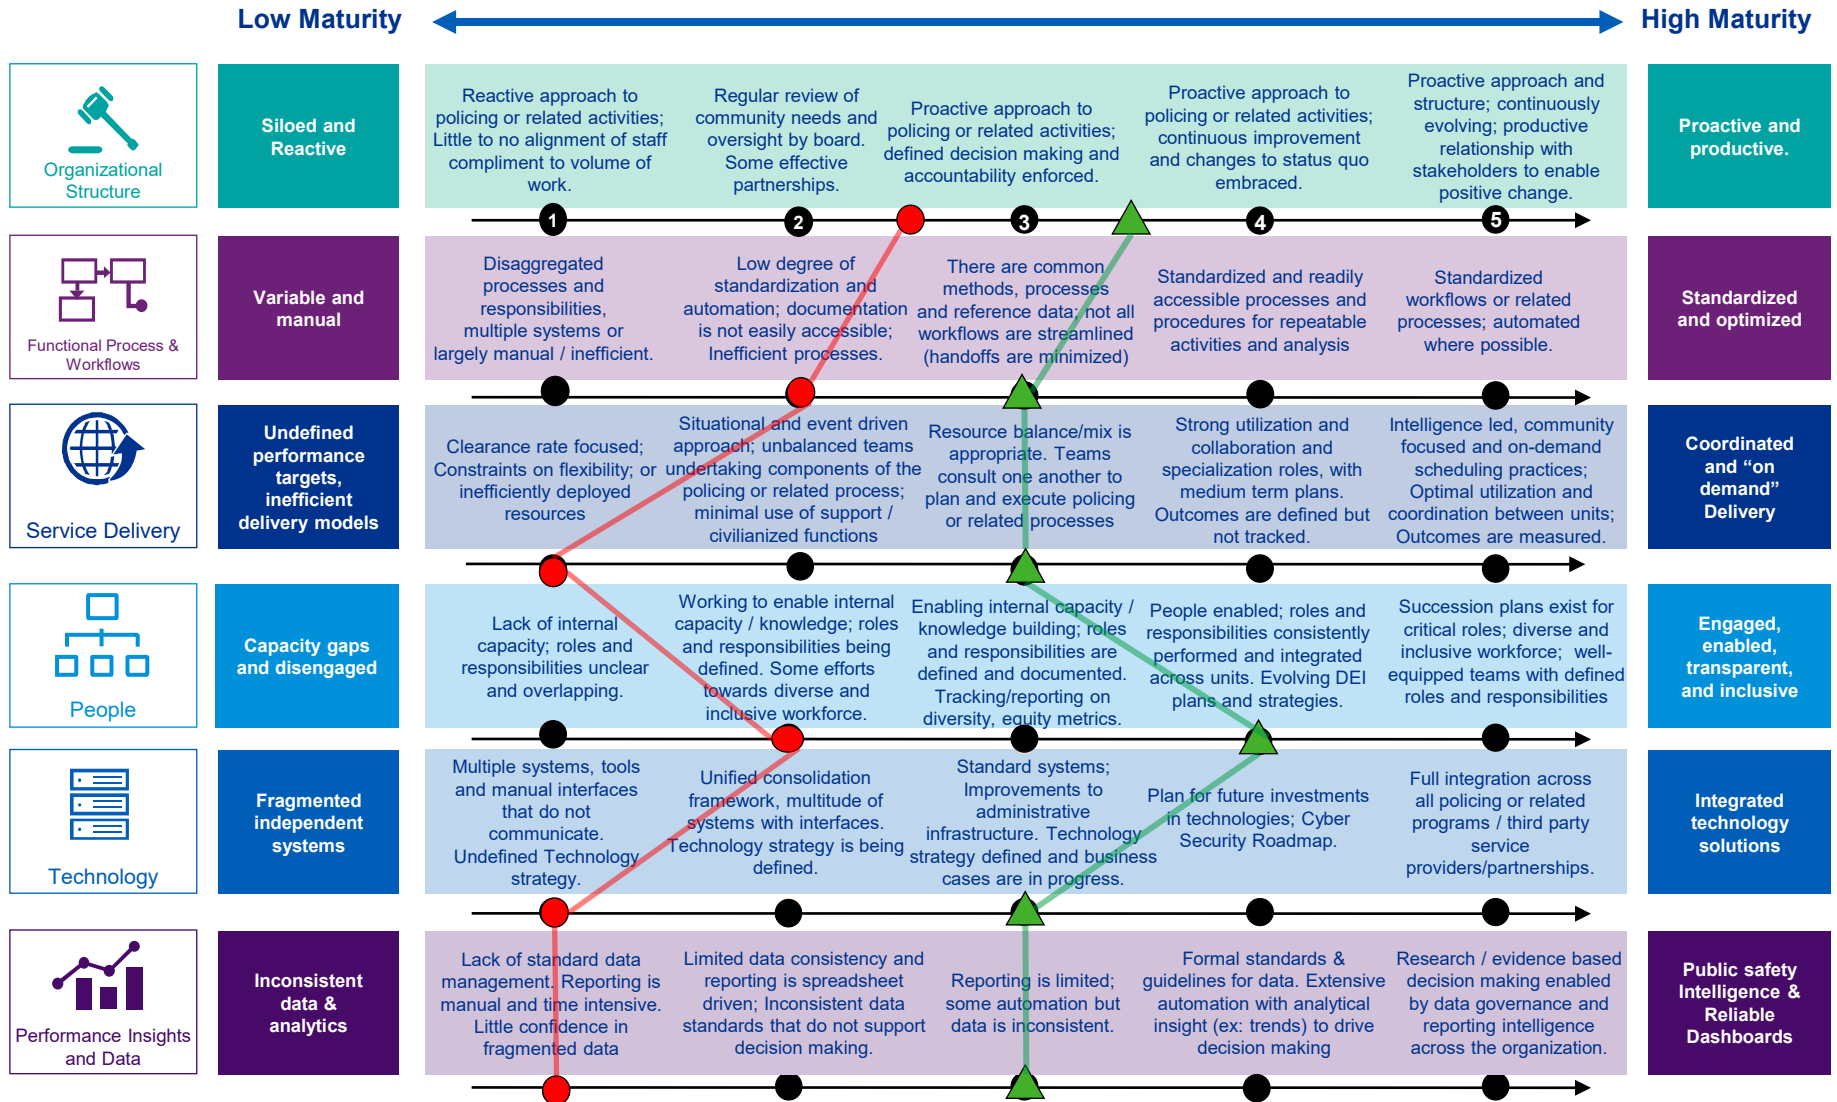 Low Maturity
High Maturity
Organizational
Structure
Siloed and
Reactive
Reactive approach to
policing or related activities;
Little to no alignment of staff
compliment to volume of
work.
Regular review of
community needs and
oversight by board.
Some effective
partnerships.
Proactive approach to
policing or related activities;
defined decision making and
accountability enforced.
Proactive approach to
policing or related activities;
continuous improvement
and changes to status quo
embraced.
Proactive approach and
structure; continuously
evolving; productive
relationship with
stakeholders to enable
positive change.
Proactive and
productive.
1
2
3
4
5
Functional Process &
Workflows
Variable and
manual
Disaggregated
processes and
responsibilities,
multiple systems or
largely manual / inefficient.
Low degree of
standardization and
automation; documentation
is not easily accessible;
Inefficient processes.
There are common
methods, processes
and reference data; not all
workflows are streamlined
(handoffs are minimized)
Standardized and readily
accessible processes and
procedures for repeatable
activities and analysis
Standardized
workflows or related
processes; automated
where possible.
Standardized
and optimized
Service Delivery
Undefined
performance
targets,
inefficient
delivery models
Clearance rate focused;
Constraints on flexibility; or
inefficiently deployed
resources
Situational and event driven
approach; unbalanced teams
undertaking components of the
policing or related process;
minimal use of support /
civilianized functions
Resource balance/mix is
appropriate. Teams
consult one another to
plan and execute policing
or related processes
Strong utilization and
collaboration and
specialization roles, with
medium term plans.
Outcomes are defined but
not tracked.
Intelligence led, community
focused and on-demand
scheduling practices;
Optimal utilization and
coordination between units;
Outcomes are measured.
Coordinated
and “on
demand”
Delivery
People
Capacity gaps
and disengaged
Lack of internal
capacity; roles and
responsibilities unclear
and overlapping.
Working to enable internal
capacity / knowledge; roles
and responsibilities being
defined. Some efforts
towards diverse and
inclusive workforce.
Enabling internal capacity /
knowledge building; roles
and responsibilities are
defined and documented.
Tracking/reporting on
diversity, equity metrics.
People enabled; roles and
responsibilities consistently
performed and integrated
across units. Evolving DEI
plans and strategies.
Succession plans exist for
critical roles; diverse and
inclusive workforce; well-
equipped teams with defined
roles and responsibilities
Engaged,
enabled,
transparent,
and inclusive
Technology
Fragmented
independent
systems
Multiple systems, tools
and manual interfaces
that do not
communicate.
Undefined Technology
strategy.
Unified consolidation
framework, multitude of
systems with interfaces.
Technology strategy is being
defined.
Standard systems;
Improvements to
administrative
infrastructure. Technology
strategy defined and business
cases are in progress.
Plan for future investments
in technologies; Cyber
Security Roadmap.
Full integration across
all policing or related
programs / third party
service
providers/partnerships.
Integrated
technology
solutions
Performance Insights
and Data
Inconsistent
data &
analytics
Lack of standard data
management. Reporting is
manual and time intensive.
Little confidence in
fragmented data
Limited data consistency and
reporting is spreadsheet
driven; Inconsistent data
standards that do not support
decision making.
Reporting is limited;
some automation but
data is inconsistent.
Formal standards &
guidelines for data. Extensive
automation with analytical
insight (ex: trends) to drive
decision making
Research / evidence based
decision making enabled
by data governance and
reporting intelligence
across the organization.
Public safety
Intelligence &
Reliable
Dashboards